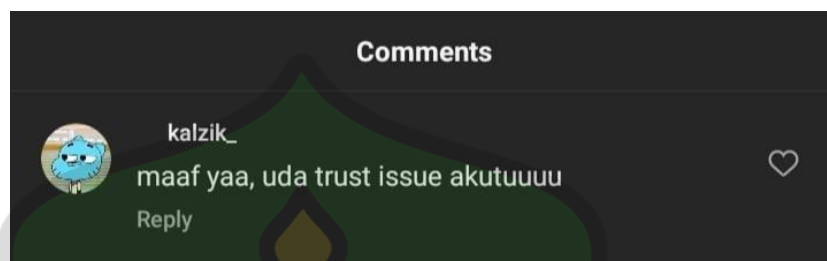 Comments
kalzik_
maaf yaa, uda trust issue akutuuuu
Reply